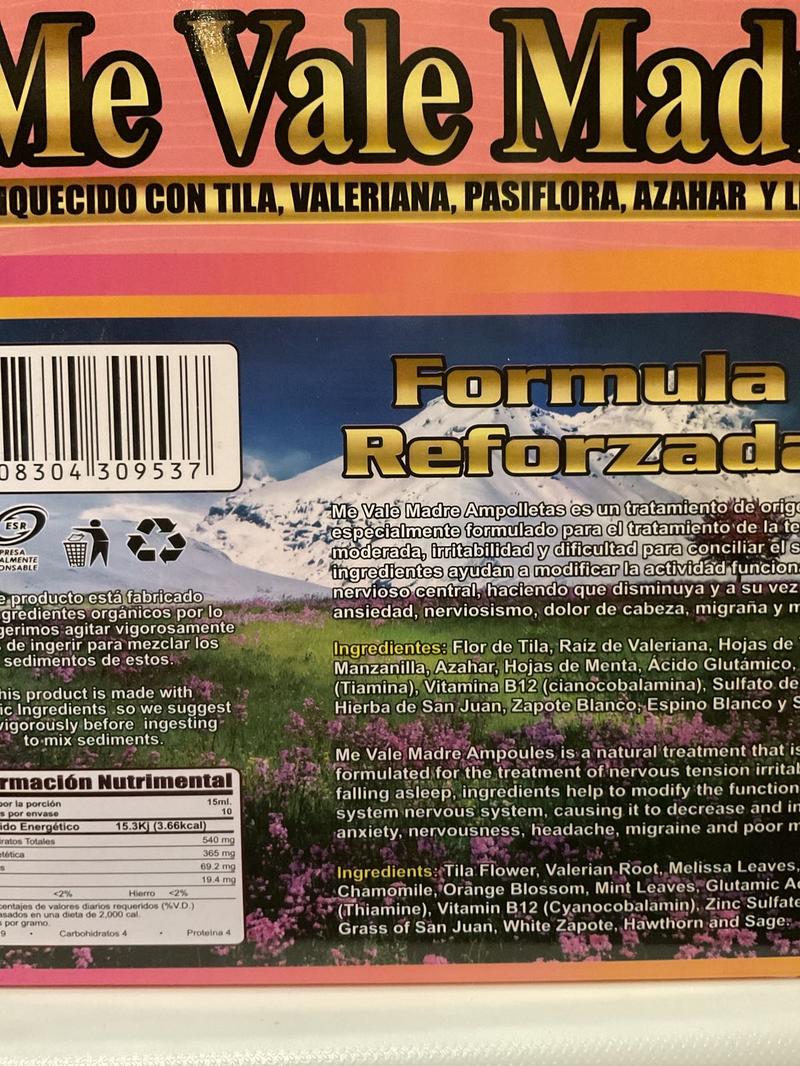 Me Vale Mad
IQUECIDO CON TILA, VALERIANA, PASIFLORA, AZAHAR Y L
08304 309537
Formula
Reforzada
ESR
PRESA
ALMENTE
ONSABLE
Me Vale Madre Ampolletas es un tratamiento de orige
especialmente formulado para el tratamiento de la te
moderada, irritabilidad y dificultad para conciliar el s
ingredientes ayudan a modificar la actividad funcion
nervioso central, haciendo que disminuya y a su vez
ansiedad, nerviosismo, dolor de cabeza, migraña y m
e producto está fabricado
gredientes orgánicos por lo
gerimos agitar vigorosamente
de ingerir para mezclar los
sedimentos de estos.
Ingredientes: Flor de Tila, Raíz de Valeriana, Hojas de
Manzanilla, Azahar, Hojas de Menta, Ácido Glutámico,
(Tiamina), Vitamina B12 (cianocobalamina), Sulfato de
Hierba de San Juan, Zapote Blanco, Espino Blanco y S
his product is made with
ic Ingredients so we suggest
vigorously before ingesting
to mix sediments.
Me Vale Madre Ampoules is a natural treatment that is
formulated for the treatment of nervous tension irritab
falling asleep, ingredients help to modify the function
system nervous system, causing it to decrease and in
anxiety, nervousness, headache, migraine and poor m
Ingredients: Tila Flower, Valerian Root, Melissa Leaves,
Chamomile, Orange Blossom, Mint Leaves, Glutamic Ac
(Thiamine), Vitamin B12 (Cyanocobalamin), Zinc Sulfate
Grass of San Juan, White Zapote, Hawthorn and Sage.
rmación Nutrimental
por la porción 15ml.
s por envase 10
ido Energético 15.3Kj (3.66kcal)
ratos Totales 540 mg
tética 365 mg
s 69.2 mg
19.4 mg
<2% Hierro <2%
centajes de valores diarios requeridos (%V.D.)
asados en una dieta de 2,000 cal.
s por gramo.
9 • Carbohidratos 4 • Proteína 4